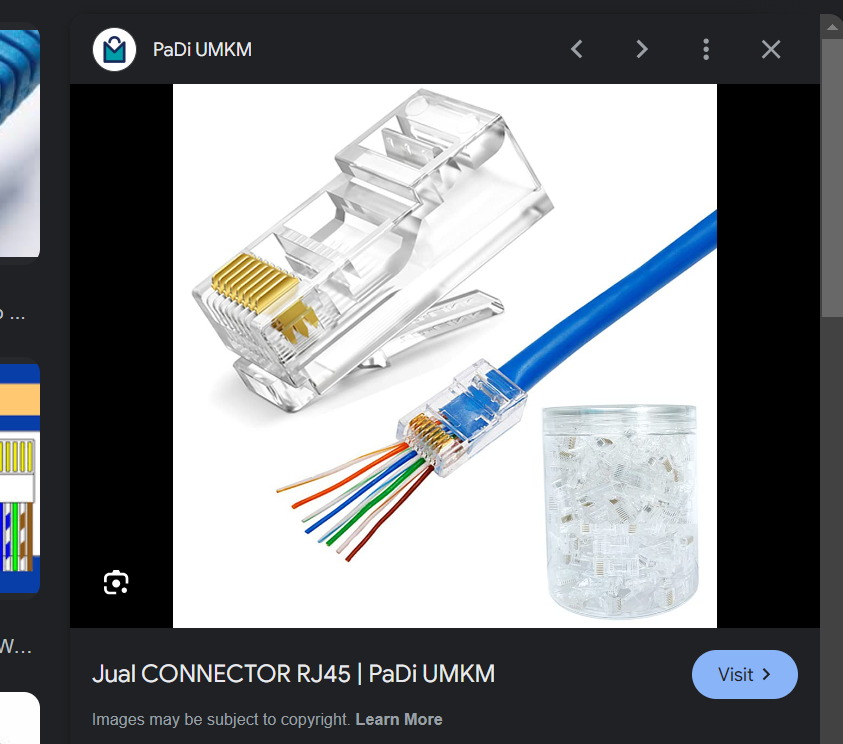 PaDi UMKM
...
W...
Jual CONNECTOR RJ45 | PaDi UMKM
Visit
Images may be subject to copyright. Learn More